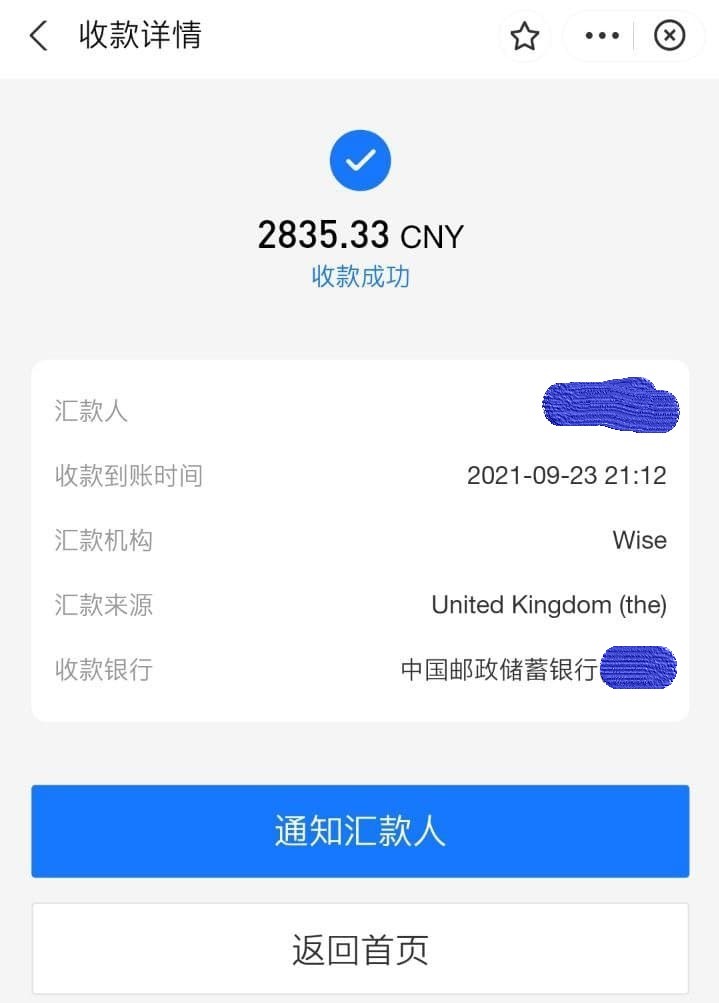 收款详情
2835.33 CNY
收款成功
汇款人
收款到账时间 2021-09-23 21:12
汇款机构 Wise
汇款来源 United Kingdom (the)
收款银行 中国邮政储蓄银行
通知汇款人
返回首页